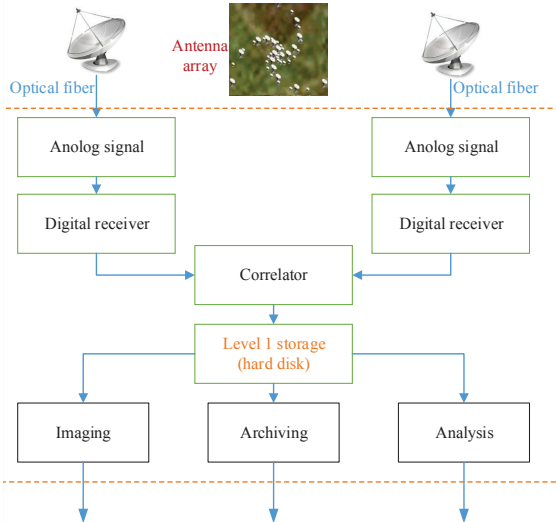 Antenna
array
Optical fiber
Optical fiber
Anolog signal
Anolog signal
Digital receiver
Digital receiver
Correlator
Level 1 storage
(hard disk)
Imaging
Archiving
Analysis